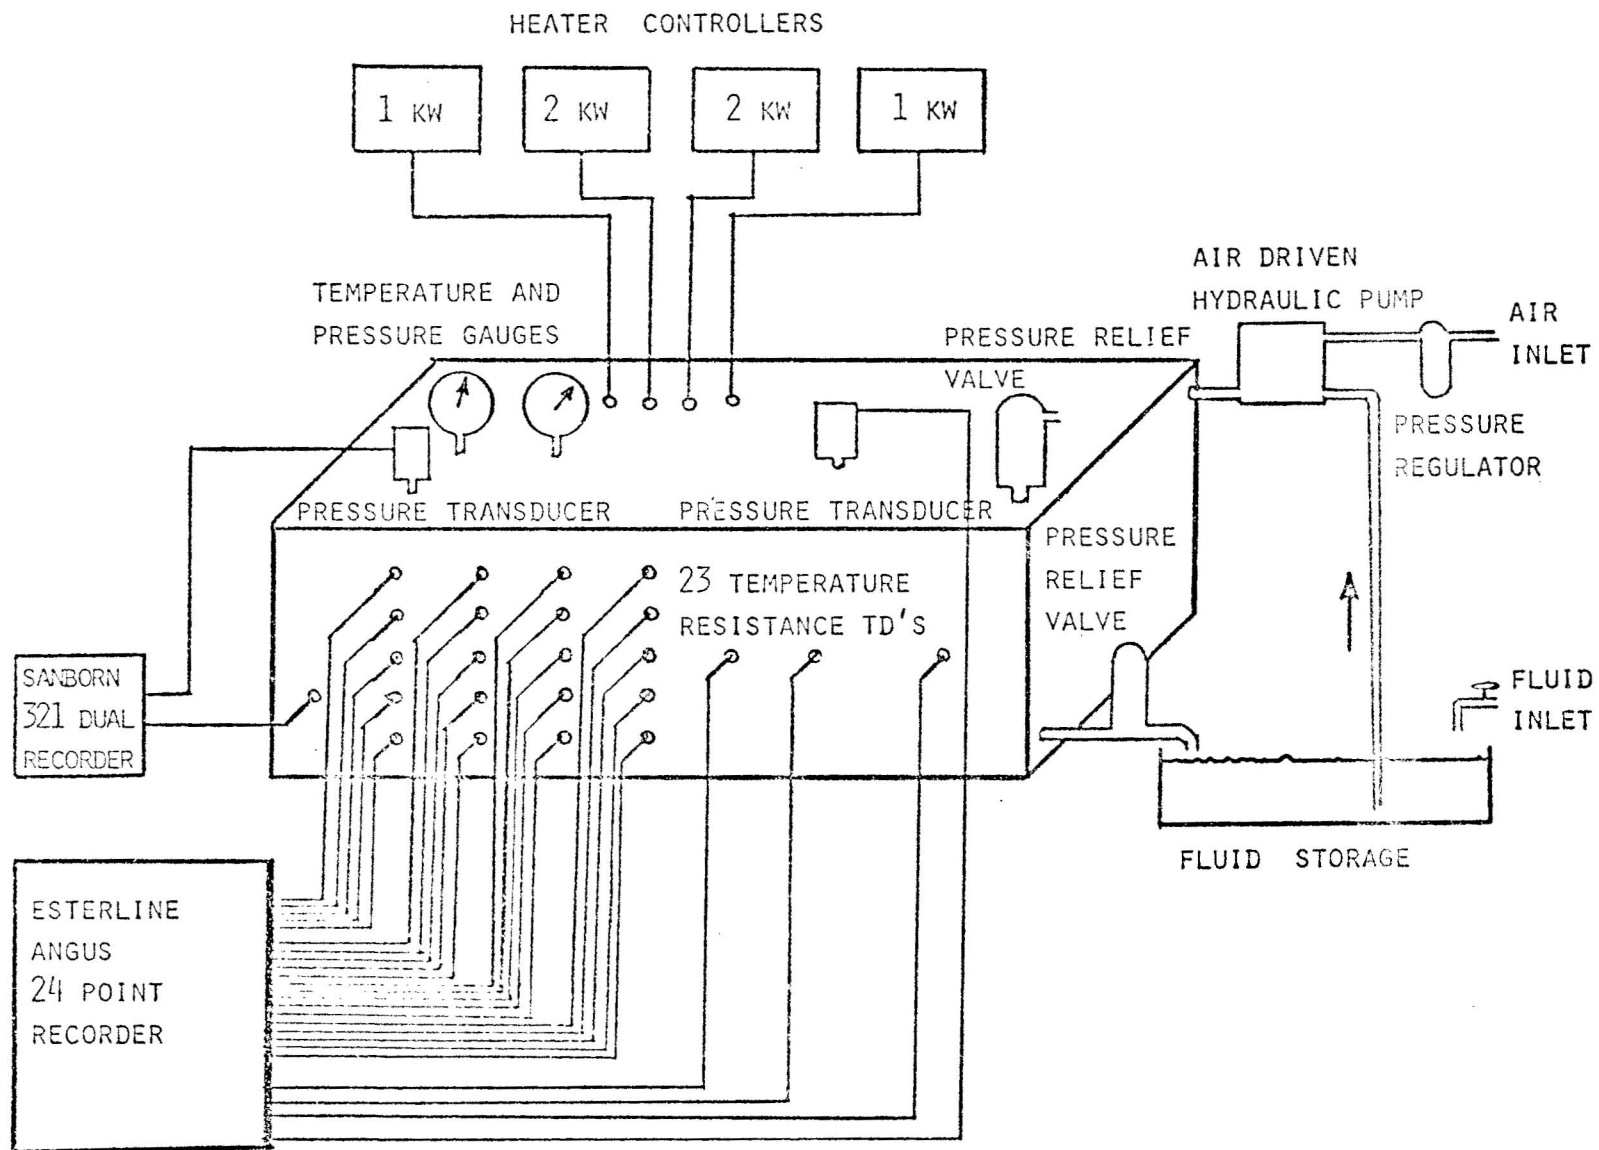 HEATER CONTROLLERS
1 KW
2 KW
2 KW
1 KW
AIR DRIVEN
HYDRAULIC PUMP
AIR
INLET
TEMPERATURE AND
PRESSURE GAUGES
PRESSURE RELIEF
VALVE
PRESSURE
REGULATOR
PRESSURE TRANSDUCER
PRESSURE TRANSDUCER
PRESSURE
RELIEF
VALVE
23 TEMPERATURE
RESISTANCE TD'S
SANBORN
321 DUAL
RECORDER
FLUID
INLET
FLUID STORAGE
ESTERLINE
ANGUS
24 POINT
RECORDER